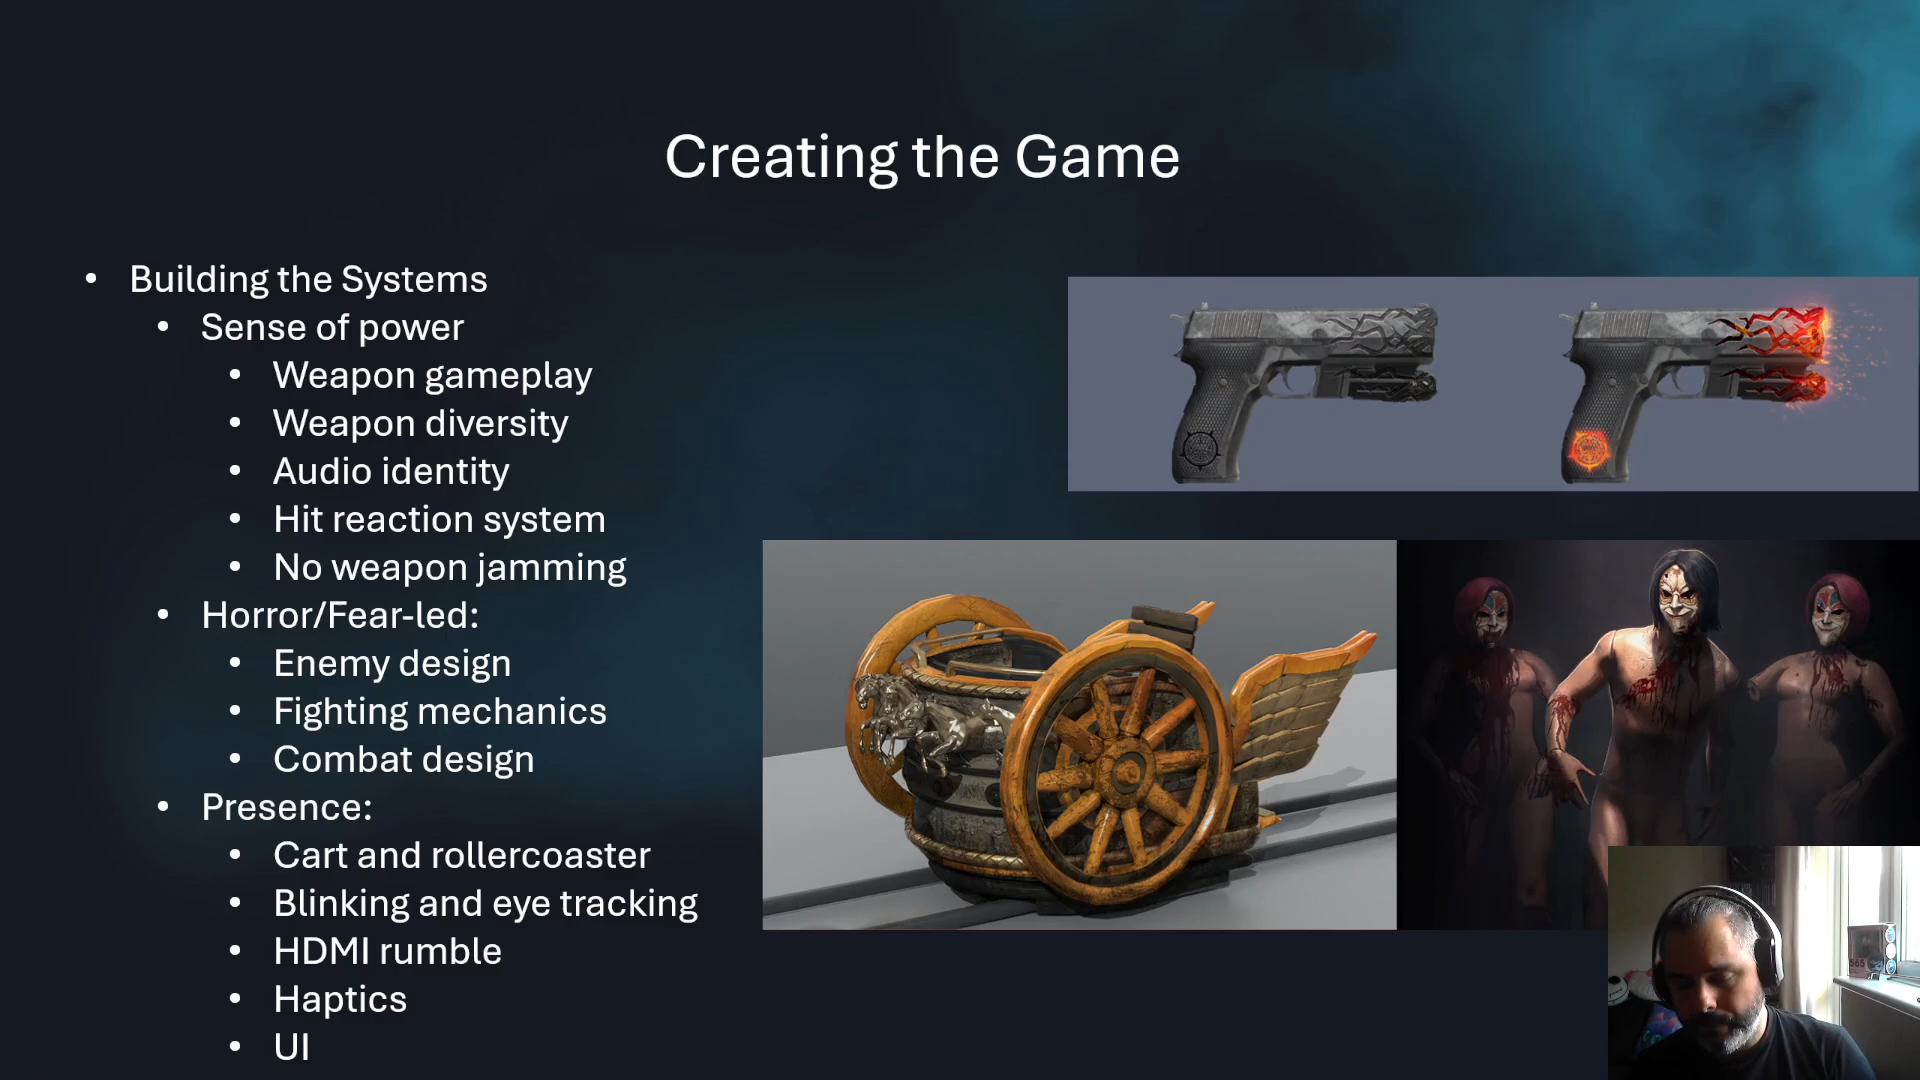 Creating the Game
• Building the Systems
• Sense of power
• Weapon gameplay
• Weapon diversity
• Audio identity
• Hit reaction system
• No weapon jamming
• Horror/Fear-led:
• Enemy design
• Fighting mechanics
• Combat design
• Presence:
• Cart and rollercoaster
• Blinking and eye tracking
• HDMI rumble
• Haptics
• UI